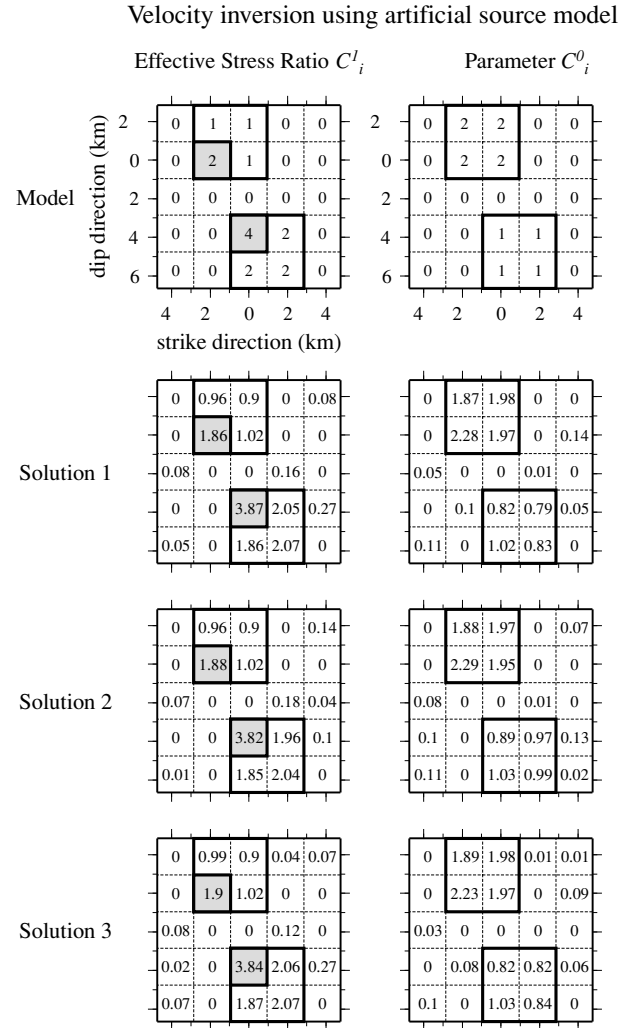 Velocity inversion using artificial source model
Effective Stress Ratio C¹ᵢ Parameter C⁰ᵢ
Model
dip direction (km)
2 0 1 1 0 0 2 0 2 2 0 0
0 0 2 1 0 0 0 0 2 2 0 0
2 0 0 0 0 0 2 0 0 0 0 0
4 0 0 4 2 0 4 0 0 1 1 0
6 0 0 2 2 0 6 0 0 1 1 0
4 2 0 2 4 4 2 0 2 4
strike direction (km)
Solution 1
0 0.96 0.9 0 0.08 0 1.87 1.98 0 0
0 1.86 1.02 0 0 0 2.28 1.97 0 0.14
0.08 0 0 0.16 0 0.05 0 0 0.01 0
0 0 3.87 2.05 0.27 0 0.1 0.82 0.79 0.05
0.05 0 1.86 2.07 0 0.11 0 1.02 0.83 0
Solution 2
0 0.96 0.9 0 0.14 0 1.88 1.97 0 0.07
0 1.88 1.02 0 0 0 2.29 1.95 0 0
0.07 0 0 0.18 0.04 0.08 0 0 0.01 0
0 0 3.82 1.96 0.1 0.1 0 0.89 0.97 0.13
0.01 0 1.85 2.04 0 0.11 0 1.03 0.99 0.02
Solution 3
0 0.99 0.9 0.04 0.07 0 1.89 1.98 0.01 0.01
0 1.9 1.02 0 0 0 2.23 1.97 0 0.09
0.08 0 0 0.12 0 0.03 0 0 0 0
0.02 0 3.84 2.06 0.27 0 0.08 0.82 0.82 0.06
0.07 0 1.87 2.07 0 0.1 0 1.03 0.84 0